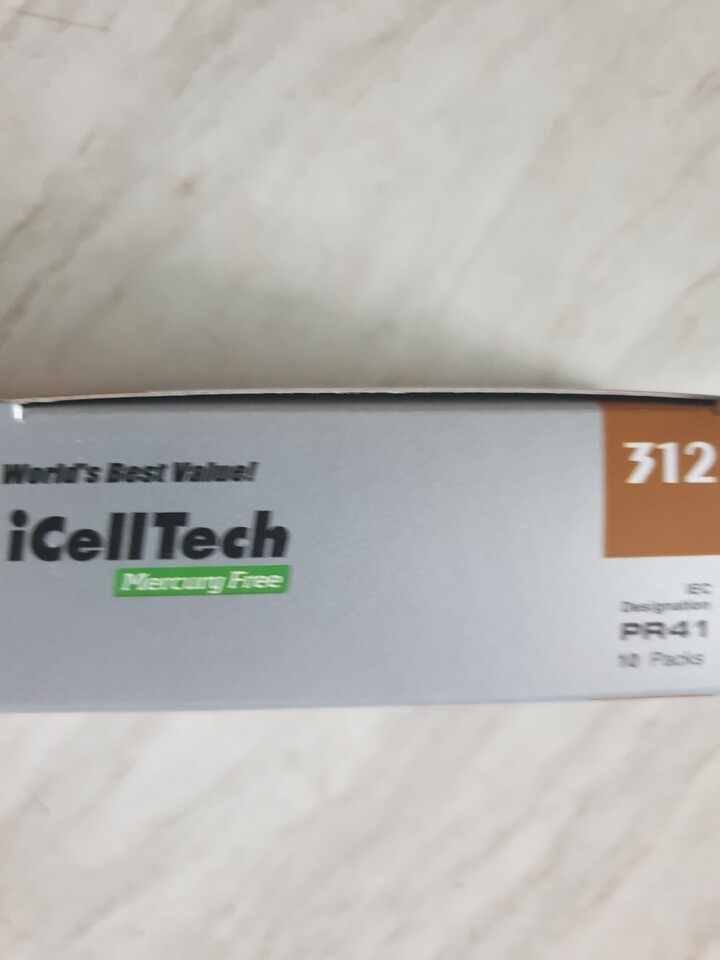 World's Best Value!
iCellTech
Mercury Free
312
IEC
Designation
PR41
10 Packs